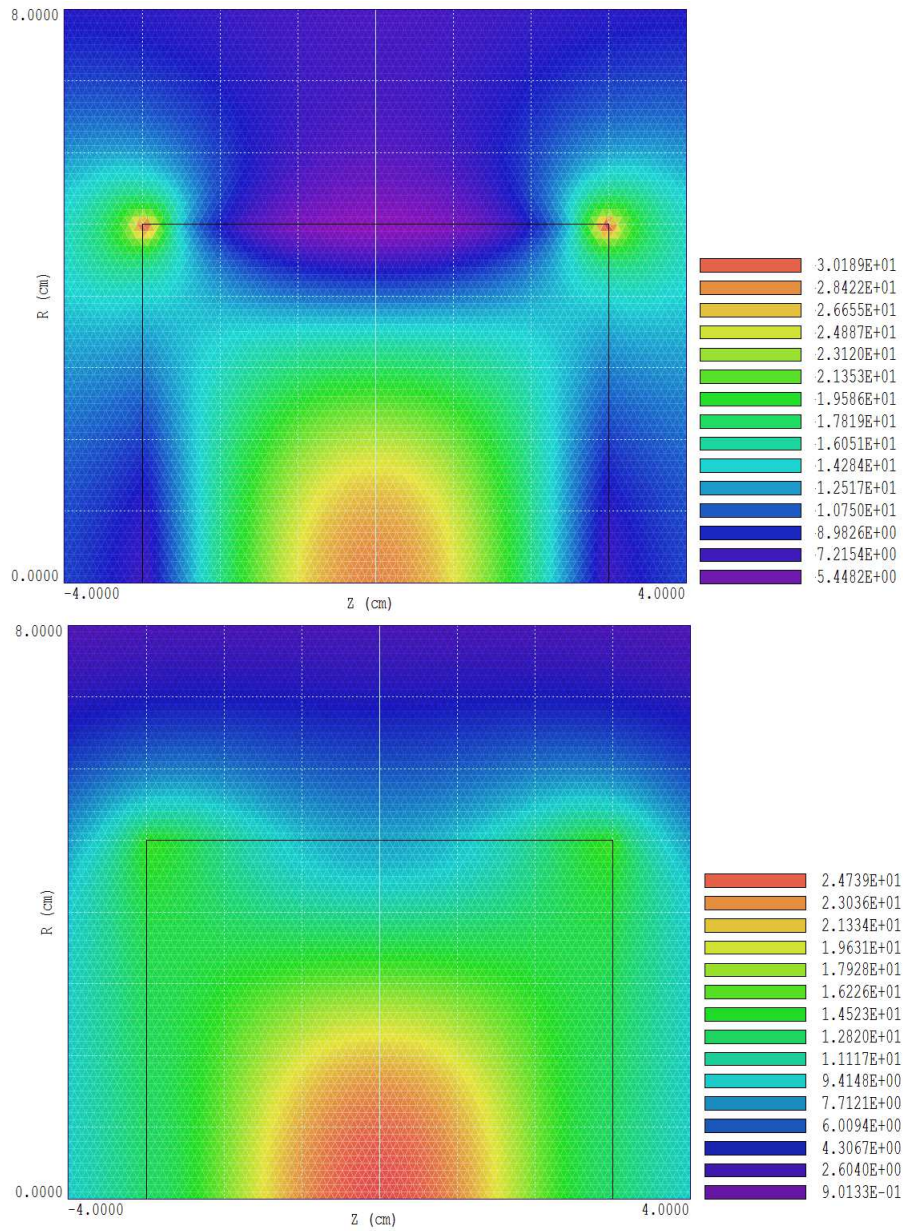 8.0000
R (cm)
0.0000
-4.0000
Z (cm)
4.0000
3.0189E+01
2.8422E+01
2.6655E+01
2.4887E+01
2.3120E+01
2.1353E+01
1.9586E+01
1.7819E+01
1.6051E+01
1.4284E+01
1.2517E+01
1.0750E+01
8.9826E+00
7.2154E+00
5.4482E+00
8.0000
R (cm)
0.0000
-4.0000
Z (cm)
4.0000
2.4739E+01
2.3036E+01
2.1334E+01
1.9631E+01
1.7928E+01
1.6226E+01
1.4523E+01
1.2820E+01
1.1117E+01
9.4148E+00
7.7121E+00
6.0094E+00
4.3067E+00
2.6040E+00
9.0133E-01